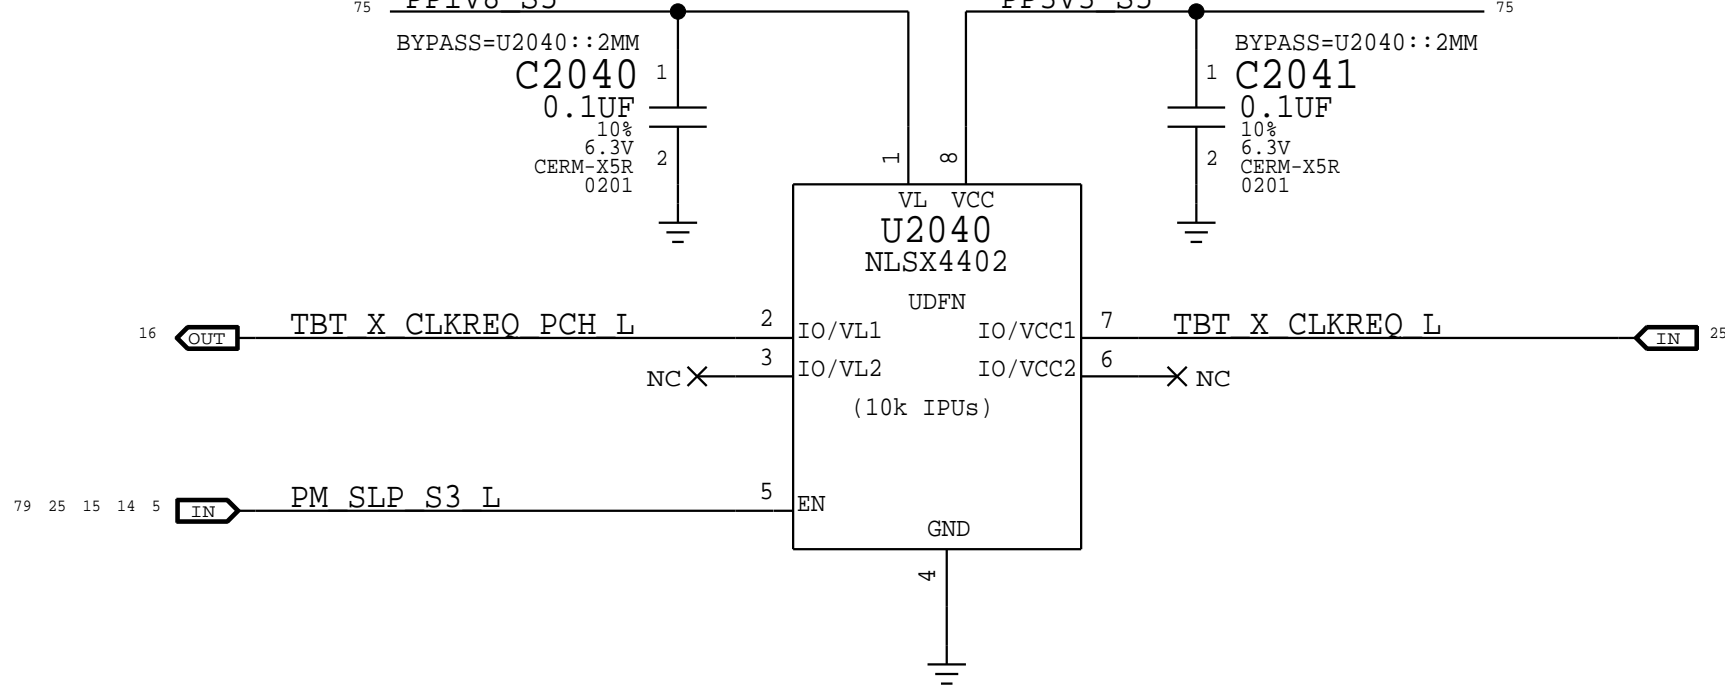 75 PP1V8_S5 PP3V3_S5 75
BYPASS=U2040::2MM
C2040
0.1UF
10%
6.3V
CERM-X5R
0201
1
2
BYPASS=U2040::2MM
C2041
0.1UF
10%
6.3V
CERM-X5R
0201
1
2
1 8
VL VCC
U2040
NLSX4402
UDFN
16 OUT TBT_X_CLKREQ_PCH_L 2 IO/VL1 IO/VCC1 7 TBT_X_CLKREQ_L IN 25
NC 3 IO/VL2 IO/VCC2 6 NC
(10k IPUs)
79 25 15 14 5 IN PM_SLP_S3_L 5 EN
GND
4